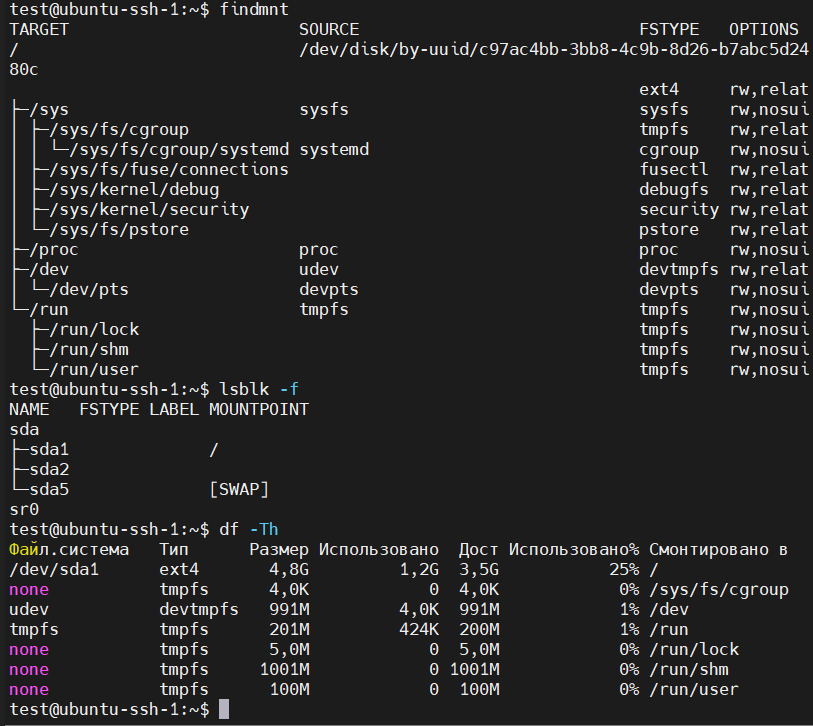 test@ubuntu-ssh-1:~$ findmnt
TARGET                       SOURCE                            FSTYPE   OPTIONS
/                            /dev/disk/by-uuid/c97ac4bb-3bb8-4c9b-8d26-b7abc5d24
80c
                                                               ext4     rw,relat
├─/sys                       sysfs                             sysfs    rw,nosui
│ ├─/sys/fs/cgroup                                             tmpfs    rw,relat
│ │ └─/sys/fs/cgroup/systemd systemd                           cgroup   rw,nosui
│ ├─/sys/fs/fuse/connections                                   fusectl  rw,relat
│ ├─/sys/kernel/debug                                          debugfs  rw,relat
│ ├─/sys/kernel/security                                       security rw,relat
│ └─/sys/fs/pstore                                             pstore   rw,relat
├─/proc                      proc                              proc     rw,nosui
├─/dev                       udev                              devtmpfs rw,relat
│ └─/dev/pts                 devpts                            devpts   rw,nosui
└─/run                       tmpfs                             tmpfs    rw,nosui
  ├─/run/lock                                                  tmpfs    rw,nosui
  ├─/run/shm                                                   tmpfs    rw,nosui
  └─/run/user                                                  tmpfs    rw,nosui
test@ubuntu-ssh-1:~$ lsblk -f
NAME   FSTYPE LABEL MOUNTPOINT
sda
├─sda1              /
├─sda2
└─sda5              [SWAP]
sr0
test@ubuntu-ssh-1:~$ df -Th
Файл.система   Тип      Размер Использовано  Дост Использовано% Смонтировано в
/dev/sda1      ext4       4,8G         1,2G  3,5G           25% /
none           tmpfs      4,0K            0  4,0K            0% /sys/fs/cgroup
udev           devtmpfs   991M         4,0K  991M            1% /dev
tmpfs          tmpfs      201M         424K  200M            1% /run
none           tmpfs      5,0M            0  5,0M            0% /run/lock
none           tmpfs     1001M            0 1001M            0% /run/shm
none           tmpfs      100M            0  100M            0% /run/user
test@ubuntu-ssh-1:~$